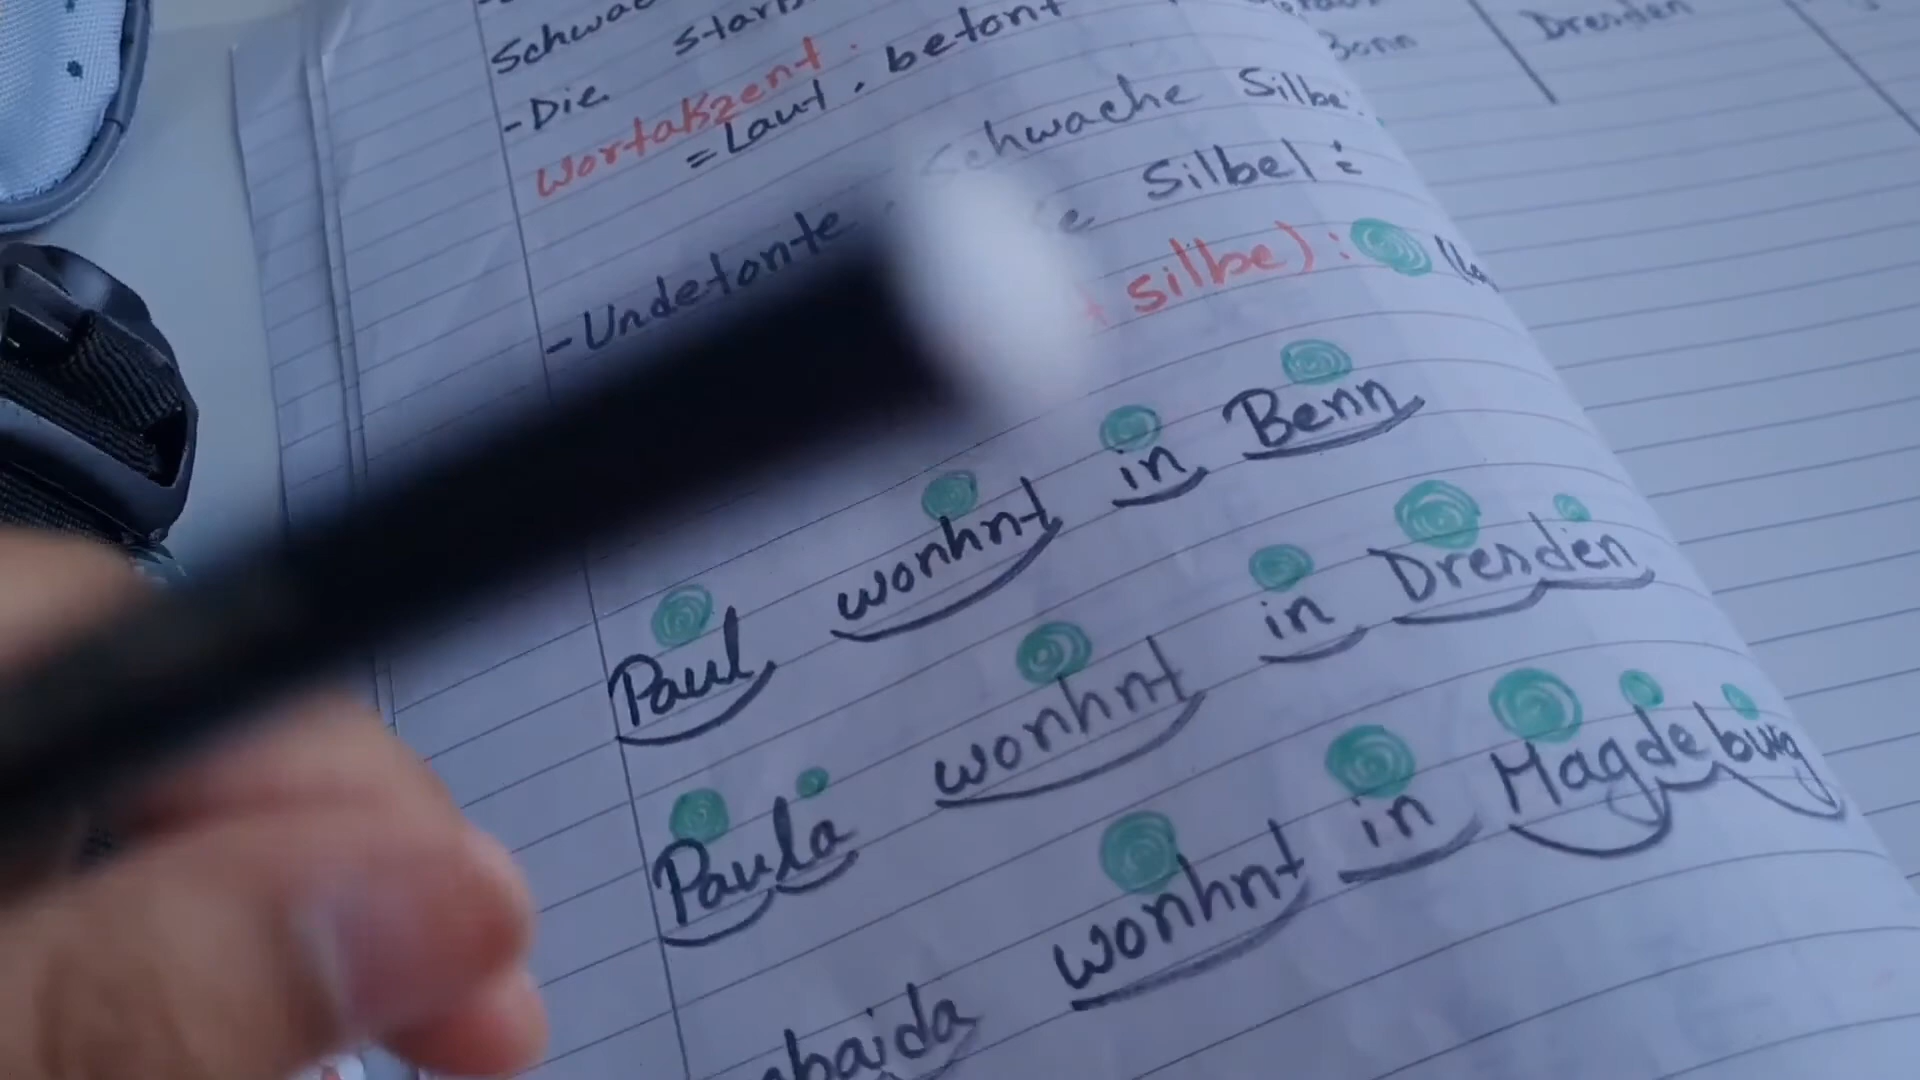 - Die
Wortakzent.
= Laut. betont
Bonn
Dresden
- Undetonte Schwache Silbe:
Silbel:
silbe):
Paul wonhnt in Benn
Paula wonhnt in Dresden
wonhnt in Magdeburg